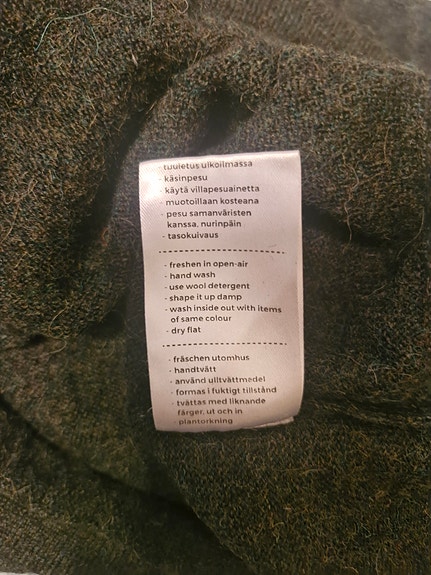 - tuuletus ulkoilmassa
- käsinpesu
- käytä villapesuainetta
- muotoillaan kosteana
- pesu samanväristen
kanssa, nurinpäin
- tasokuivaus
- freshen in open-air
- hand wash
- use wool detergent
- shape it up damp
- wash inside out with items
of same colour
- dry flat
- fräschen utomhus
- handtvätt
- använd ulltvättmedel
- formas i fuktigt tillstånd
- tvättas med liknande
färger, ut och in
- plantorkning